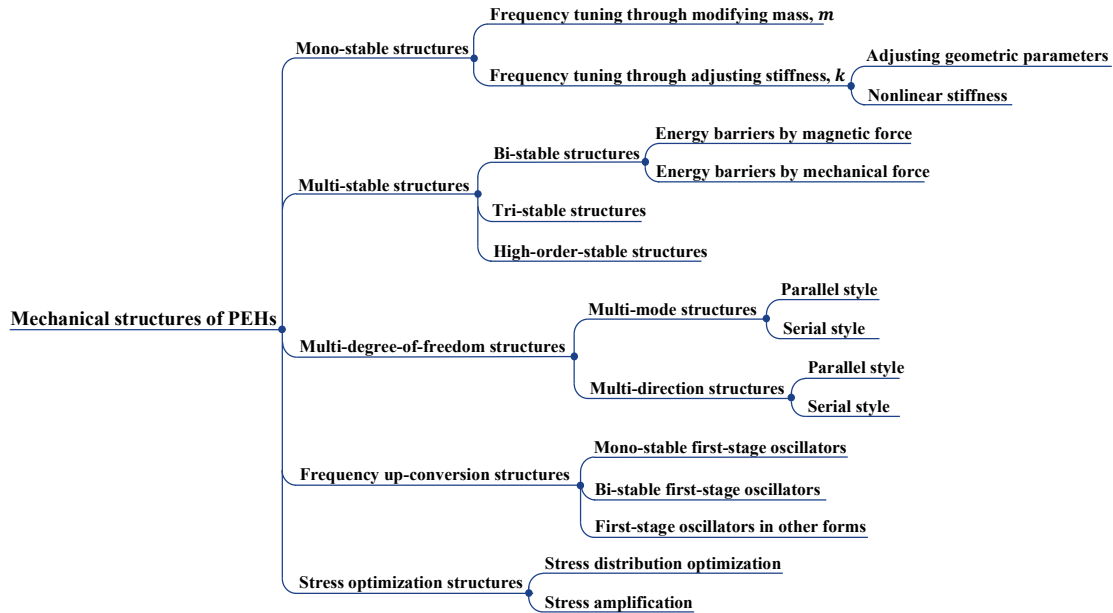 Mechanical structures of PEHs
Mono-stable structures
Frequency tuning through modifying mass, m
Frequency tuning through adjusting stiffness, k
Adjusting geometric parameters
Nonlinear stiffness
Multi-stable structures
Bi-stable structures
Energy barriers by magnetic force
Energy barriers by mechanical force
Tri-stable structures
High-order-stable structures
Multi-degree-of-freedom structures
Multi-mode structures
Parallel style
Serial style
Multi-direction structures
Parallel style
Serial style
Frequency up-conversion structures
Mono-stable first-stage oscillators
Bi-stable first-stage oscillators
First-stage oscillators in other forms
Stress optimization structures
Stress distribution optimization
Stress amplification